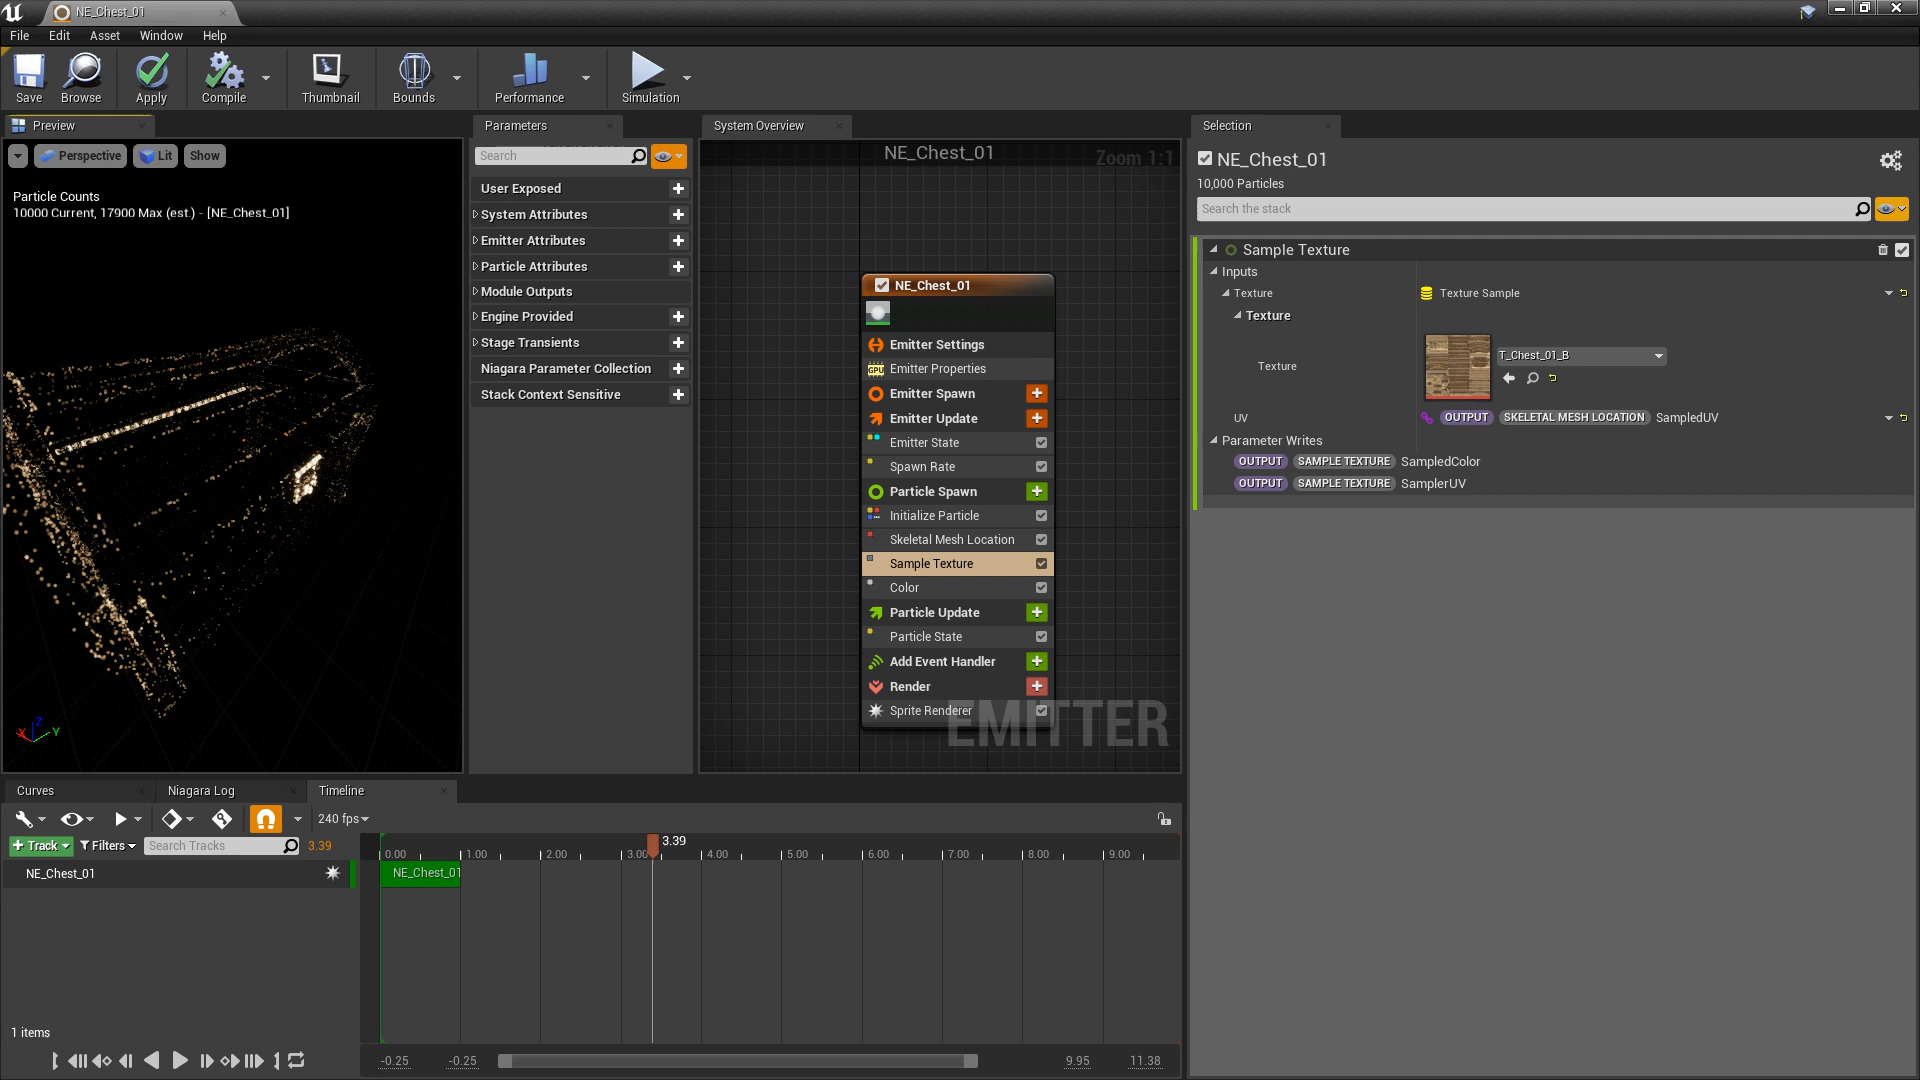 NE_Chest_01
File Edit Asset Window Help
Save Browse Apply Compile Thumbnail Bounds Performance Simulation
Preview
Perspective Lit Show
Particle Counts
10000 Current, 17900 Max (est.) - [NE_Chest_01]
X Z Y
Parameters
Search
User Exposed
System Attributes
Emitter Attributes
Particle Attributes
Module Outputs
Engine Provided
Stage Transients
Niagara Parameter Collection
Stack Context Sensitive
System Overview
NE_Chest_01
Zoom 1:1
NE_Chest_01
Emitter Settings
GPU Emitter Properties
Emitter Spawn
Emitter Update
Emitter State
Spawn Rate
Particle Spawn
Initialize Particle
Skeletal Mesh Location
Sample Texture
Color
Particle Update
Particle State
Add Event Handler
Render
Sprite Renderer
EMITTER
Selection
NE_Chest_01
10,000 Particles
Search the stack
Sample Texture
Inputs
Texture Texture Sample
Texture
Texture T_Chest_01_B
UV OUTPUT SKELETAL MESH LOCATION SampledUV
Parameter Writes
OUTPUT SAMPLE TEXTURE SampledColor
OUTPUT SAMPLE TEXTURE SamplerUV
Curves Niagara Log Timeline
240 fps
+ Track Filters Search Tracks 3.39
3.39
0.00 1.00 2.00 3.00 4.00 5.00 6.00 7.00 8.00 9.00
NE_Chest_01
NE_Chest_01
1 items
-0.25 -0.25 9.95 11.38